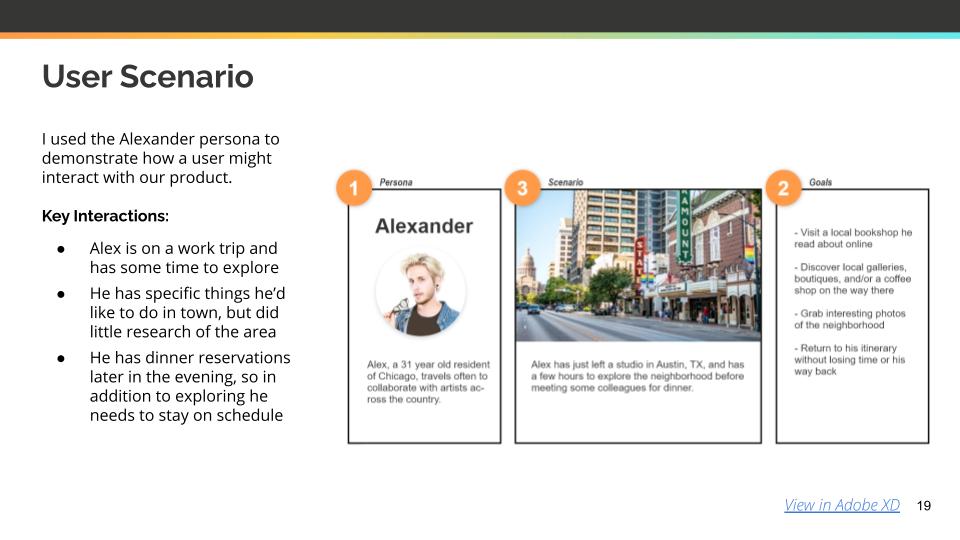 User Scenario
I used the Alexander persona to
demonstrate how a user might
interact with our product.
Key Interactions:
● Alex is on a work trip and
has some time to explore
● He has specific things he’d
like to do in town, but did
little research of the area
● He has dinner reservations
later in the evening, so in
addition to exploring he
needs to stay on schedule
1 Persona
Alexander
Alex, a 31 year old resident
of Chicago, travels often to
collaborate with artists ac-
ross the country.
3 Scenario
STAT
AMOUNT
Alex has just left a studio in Austin, TX, and has
a few hours to explore the neighborhood before
meeting some colleagues for dinner.
2 Goals
- Visit a local bookshop he
read about online
- Discover local galleries,
boutiques, and/or a coffee
shop on the way there
- Grab interesting photos
of the neighborhood
- Return to his itinerary
without losing time or his
way back
View in Adobe XD 19